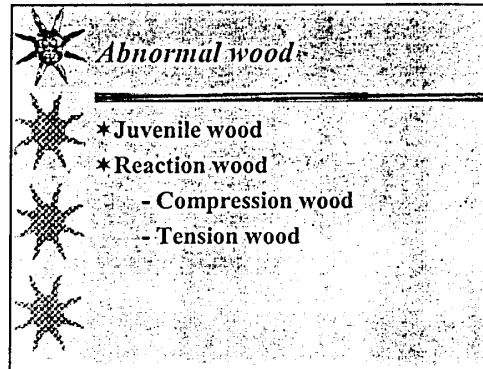 Abnormal wood
✶Juvenile wood
✶Reaction wood
- Compression wood
- Tension wood